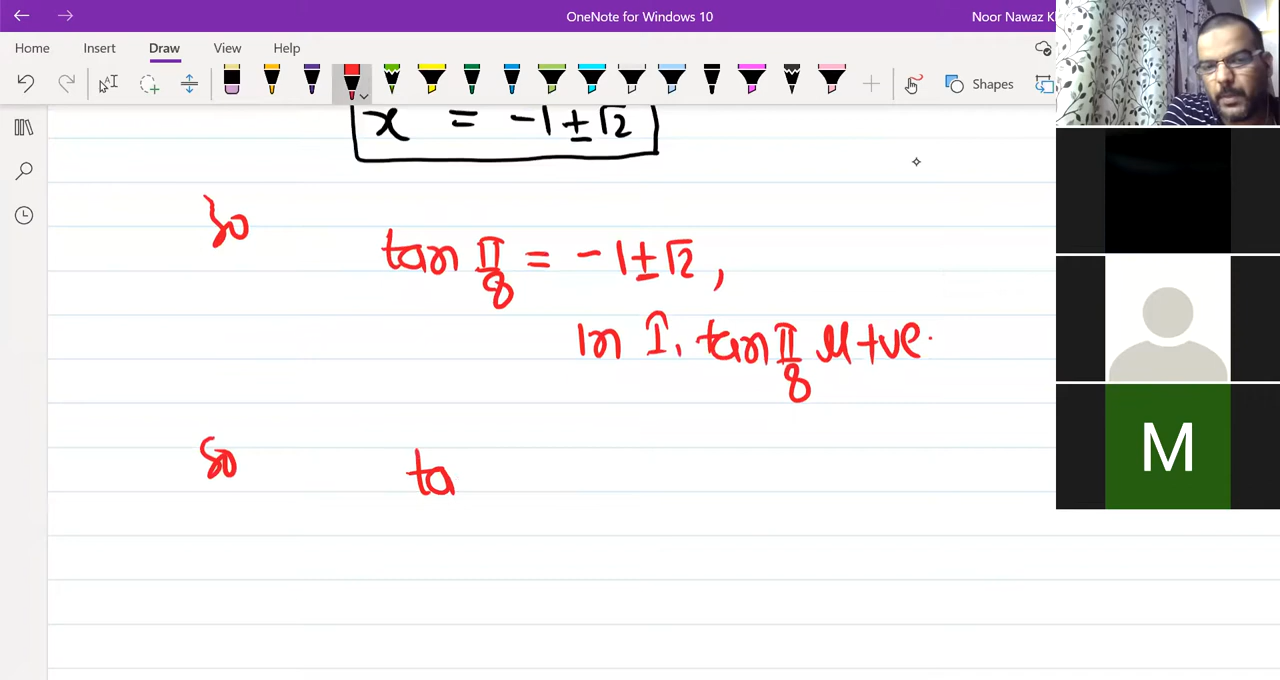 OneNote for Windows 10
Noor Nawaz K
Home Insert Draw View Help
Shapes
x = -1±√2
So tan π/8 = -1±√2,
In I, tan π/8 is +ve.
So ta
M